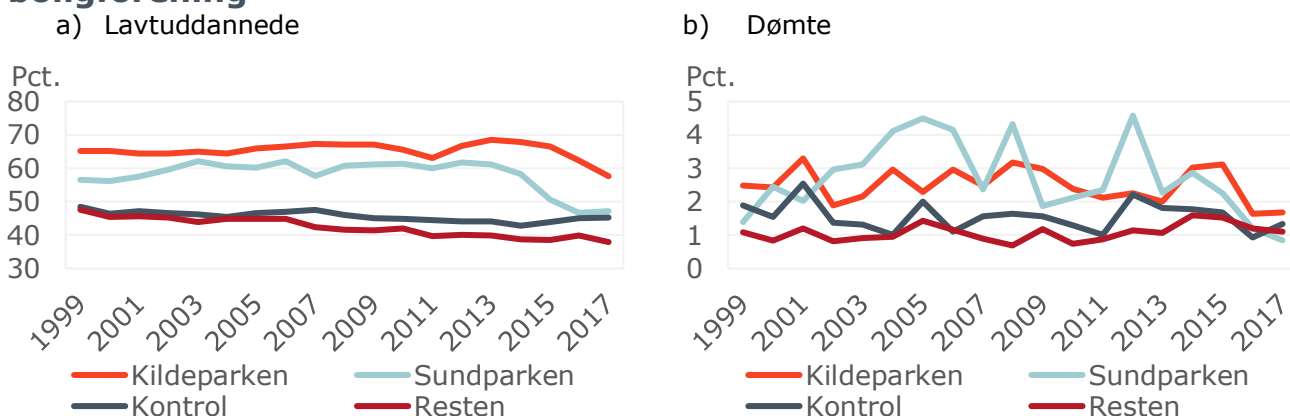 boligforening
a) Lavtuddannede
Pct.
80
70
60
50
40
30
1999
2001
2003
2005
2007
2009
2011
2013
2015
2017
Kildeparken
Sundparken
Kontrol
Resten
b) Dømte
Pct.
5
4
3
2
1
0
1999
2001
2003
2005
2007
2009
2011
2013
2015
2017
Kildeparken
Sundparken
Kontrol
Resten